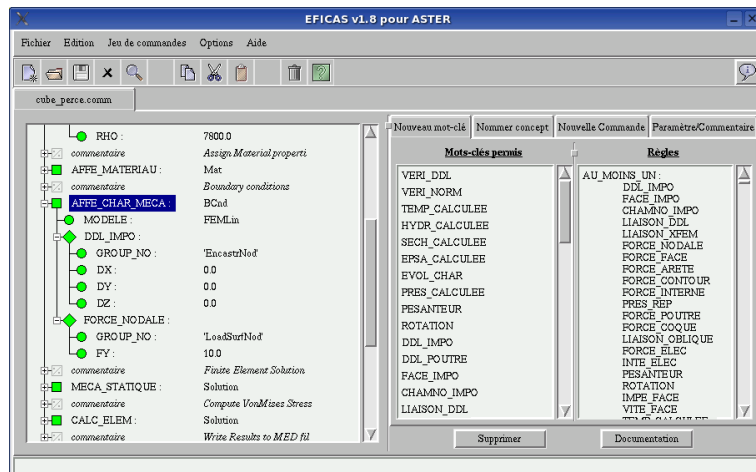 EFICAS v1.8 pour ASTER
Fichier Edition Jeu de commandes Options Aide
cube_perce.comm
RHO : 7800.0
commentaire Assign Material properti
AFFE_MATERIAU : Mat
commentaire Boundary conditions
AFFE_CHAR_MECA : BCnd
MODELE : FEMLin
DDL_IMPO :
GROUP_NO : 'EncastrNod'
DX : 0.0
DY : 0.0
DZ : 0.0
FORCE_NODALE :
GROUP_NO : 'LoadSurfNod'
FY : 10.0
commentaire Finite Element Solution
MECA_STATIQUE : Solution
commentaire Compute VonMises Stress
CALC_ELEM : Solution
commentaire Write Results to MED fil
Nouveau mot-clé Nommer concept Nouvelle Commande Paramètre/Commentaire
Mots-clés permis
VERI_DDL
VERI_NORM
TEMP_CALCULEE
HYDR_CALCULEE
SECH_CALCULEE
EPSA_CALCULEE
EVOL_CHAR
PRES_CALCULEE
PESANTEUR
ROTATION
DDL_IMPO
DDL_POUTRE
FACE_IMPO
CHAMNO_IMPO
LIAISON_DDL
Supprimer
Règles
AU_MOINS_UN :
DDL_IMPO
FACE_IMPO
CHAMNO_IMPO
LIAISON_DDL
LIAISON_XFEM
FORCE_NODALE
FORCE_FACE
FORCE_ARETE
FORCE_CONTOUR
FORCE_INTERNE
PRES_REP
FORCE_POUTRE
FORCE_COQUE
LIAISON_OBLIQUE
FORCE_ELEC
INTE_ELEC
PESANTEUR
ROTATION
IMPE_FACE
VITE_FACE
TEMP_CALCULEE
Documentation